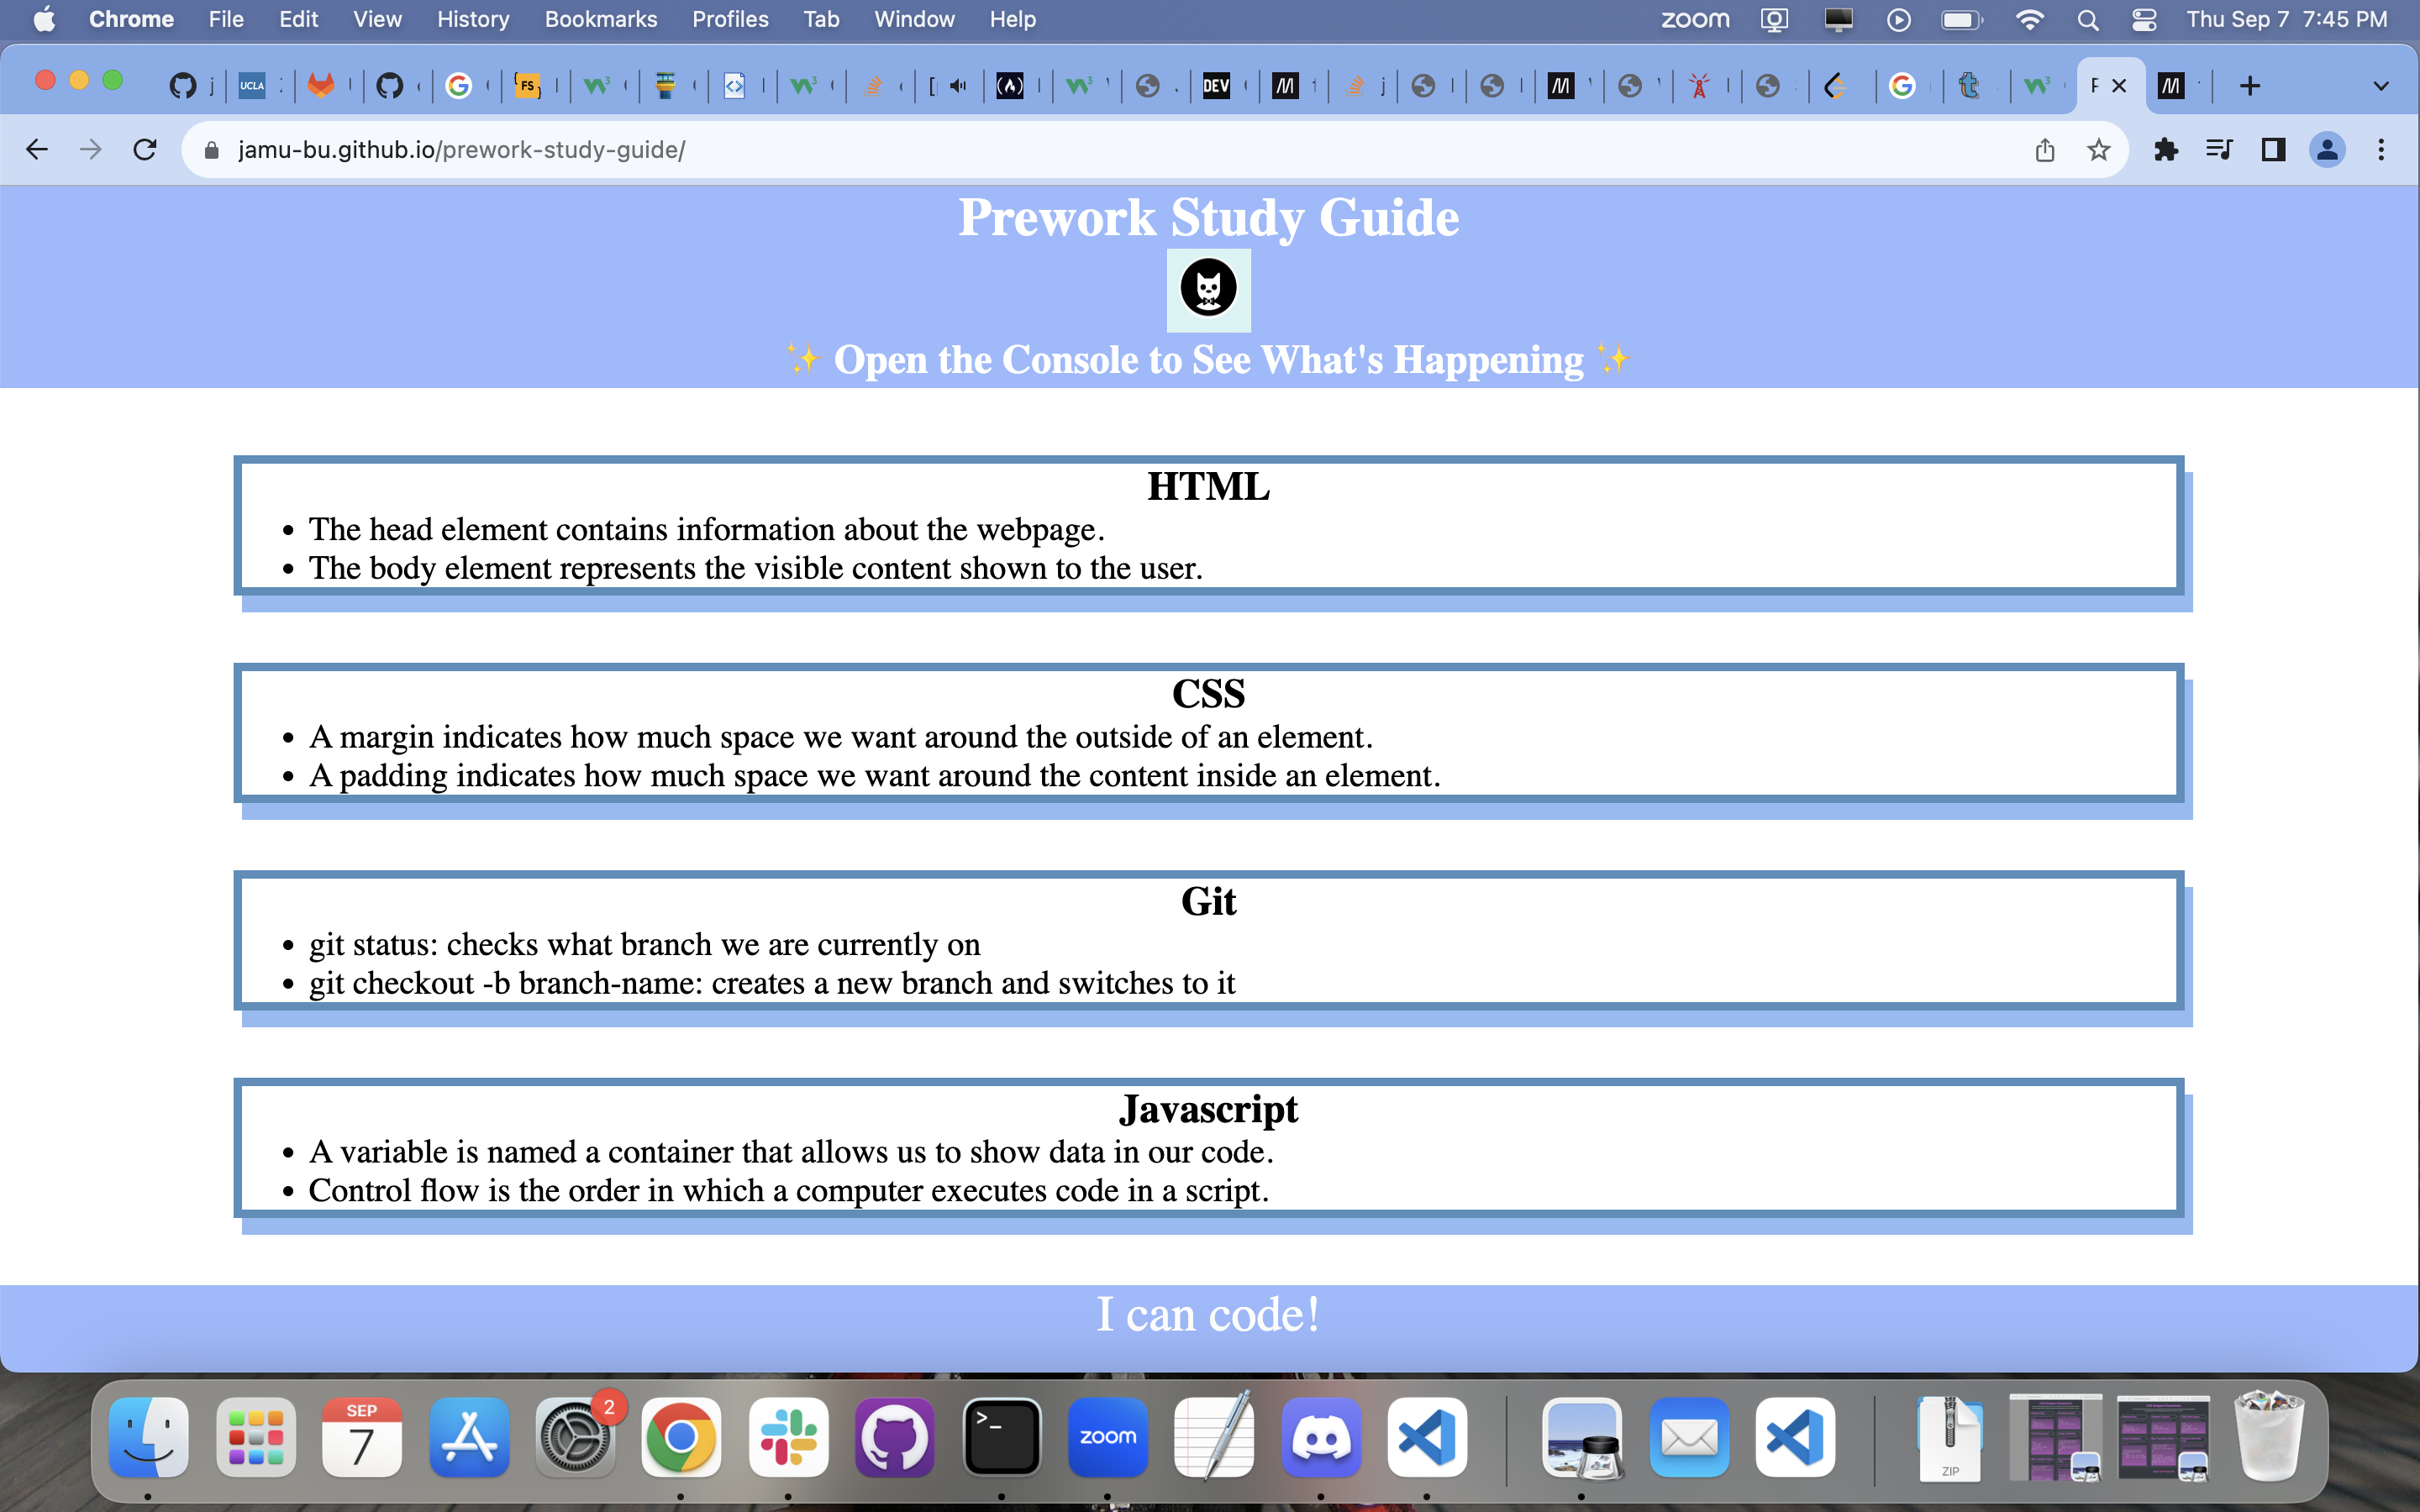 Chrome File Edit View History Bookmarks Profiles Tab Window Help zoom Thu Sep 7 7:45 PM
j UCLA FS DEV j
jamu-bu.github.io/prework-study-guide/
Prework Study Guide
✨ Open the Console to See What's Happening ✨
HTML
• The head element contains information about the webpage.
• The body element represents the visible content shown to the user.
CSS
• A margin indicates how much space we want around the outside of an element.
• A padding indicates how much space we want around the content inside an element.
Git
• git status: checks what branch we are currently on
• git checkout -b branch-name: creates a new branch and switches to it
Javascript
• A variable is named a container that allows us to show data in our code.
• Control flow is the order in which a computer executes code in a script.
I can code!
SEP
7
2
>_
zoom
ZIP